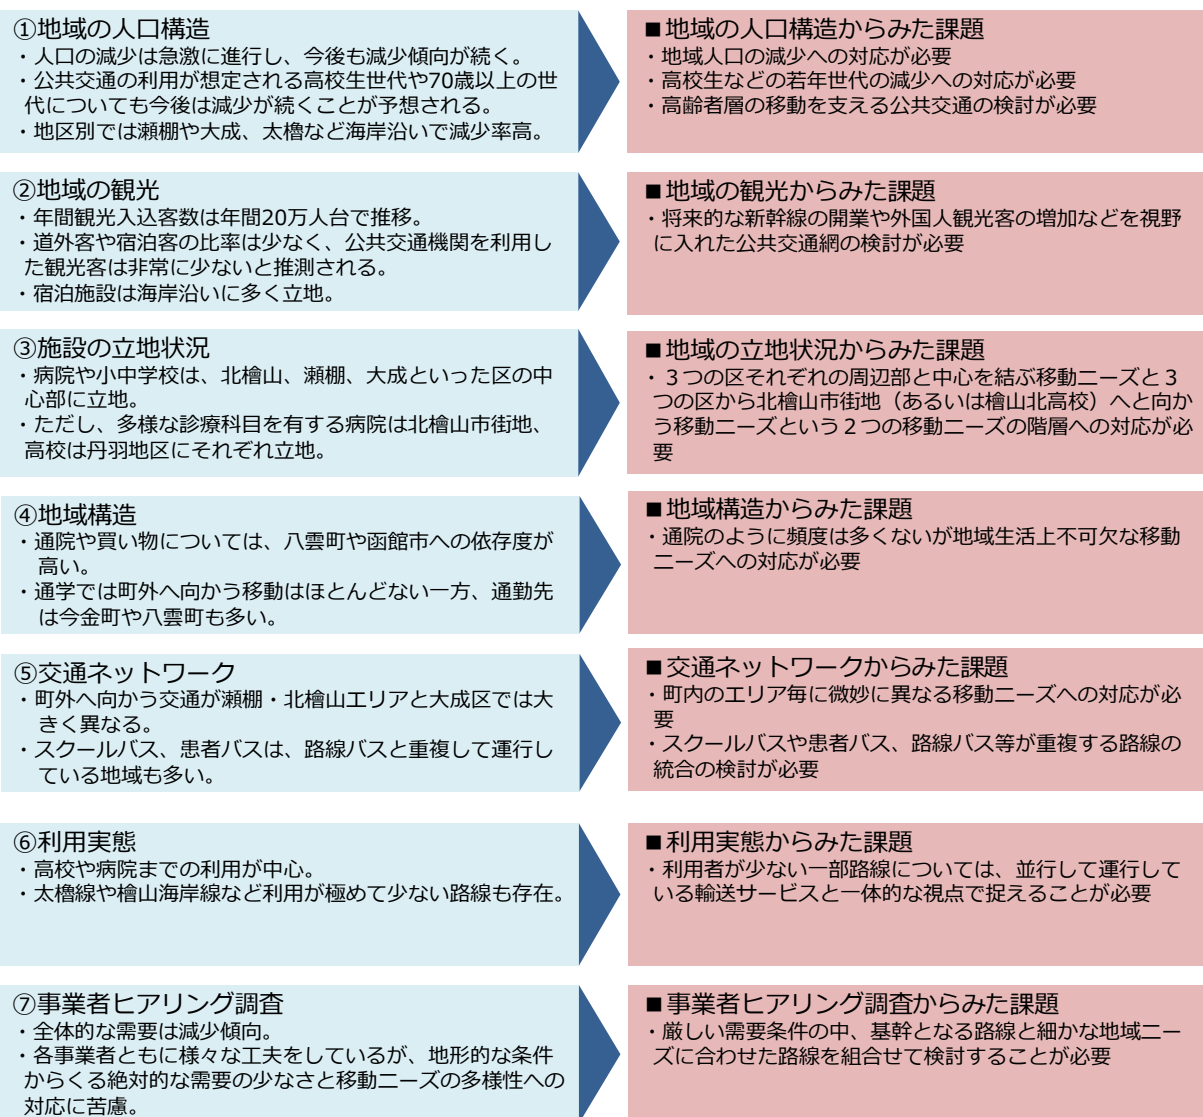 ①地域の人口構造
・人口の減少は急激に進行し、今後も減少傾向が続く。
・公共交通の利用が想定される高校生世代や70歳以上の世
代についても今後は減少が続くことが予想される。
・地区別では瀬棚や大成、太櫓など海岸沿いで減少率高。
■地域の人口構造からみた課題
・地域人口の減少への対応が必要
・高校生などの若年世代の減少への対応が必要
・高齢者層の移動を支える公共交通の検討が必要
②地域の観光
・年間観光入込客数は年間20万人台で推移。
・道外客や宿泊客の比率は少なく、公共交通機関を利用し
た観光客は非常に少ないと推測される。
・宿泊施設は海岸沿いに多く立地。
■地域の観光からみた課題
・将来的な新幹線の開業や外国人観光客の増加などを視野
に入れた公共交通網の検討が必要
③施設の立地状況
・病院や小中学校は、北檜山、瀬棚、大成といった区の中
心部に立地。
・ただし、多様な診療科目を有する病院は北檜山市街地、
高校は丹羽地区にそれぞれ立地。
■地域の立地状況からみた課題
・３つの区それぞれの周辺部と中心を結ぶ移動ニーズと３
つの区から北檜山市街地（あるいは檜山北高校）へと向か
う移動ニーズという２つの移動ニーズの階層への対応が必
要
④地域構造
・通院や買い物については、八雲町や函館市への依存度が
高い。
・通学では町外へ向かう移動はほとんどない一方、通勤先
は今金町や八雲町も多い。
■地域構造からみた課題
・通院のように頻度は多くないが地域生活上不可欠な移動
ニーズへの対応が必要
⑤交通ネットワーク
・町外へ向かう交通が瀬棚・北檜山エリアと大成区では大
きく異なる。
・スクールバス、患者バスは、路線バスと重複して運行し
ている地域も多い。
■交通ネットワークからみた課題
・町内のエリア毎に微妙に異なる移動ニーズへの対応が必
要
・スクールバスや患者バス、路線バス等が重複する路線の
統合の検討が必要
⑥利用実態
・高校や病院までの利用が中心。
・太櫓線や檜山海岸線など利用が極めて少ない路線も存在。
■利用実態からみた課題
・利用者が少ない一部路線については、並行して運行して
いる輸送サービスと一体的な視点で捉えることが必要
⑦事業者ヒアリング調査
・全体的な需要は減少傾向。
・各事業者ともに様々な工夫をしているが、地形的な条件
からくる絶対的な需要の少なさと移動ニーズの多様性への
対応に苦慮。
■事業者ヒアリング調査からみた課題
・厳しい需要条件の中、基幹となる路線と細かな地域ニー
ズに合わせた路線を組合せて検討することが必要